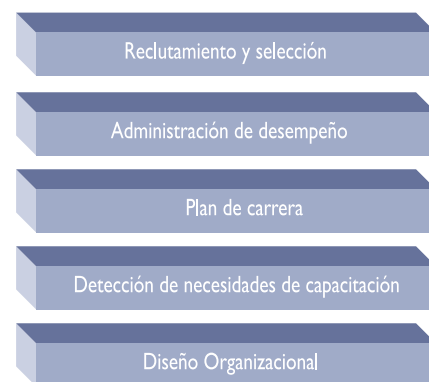 Reclutamiento y selección
Administración de desempeño
Plan de carrera
Detección de necesidades de capacitación
Diseño Organizacional